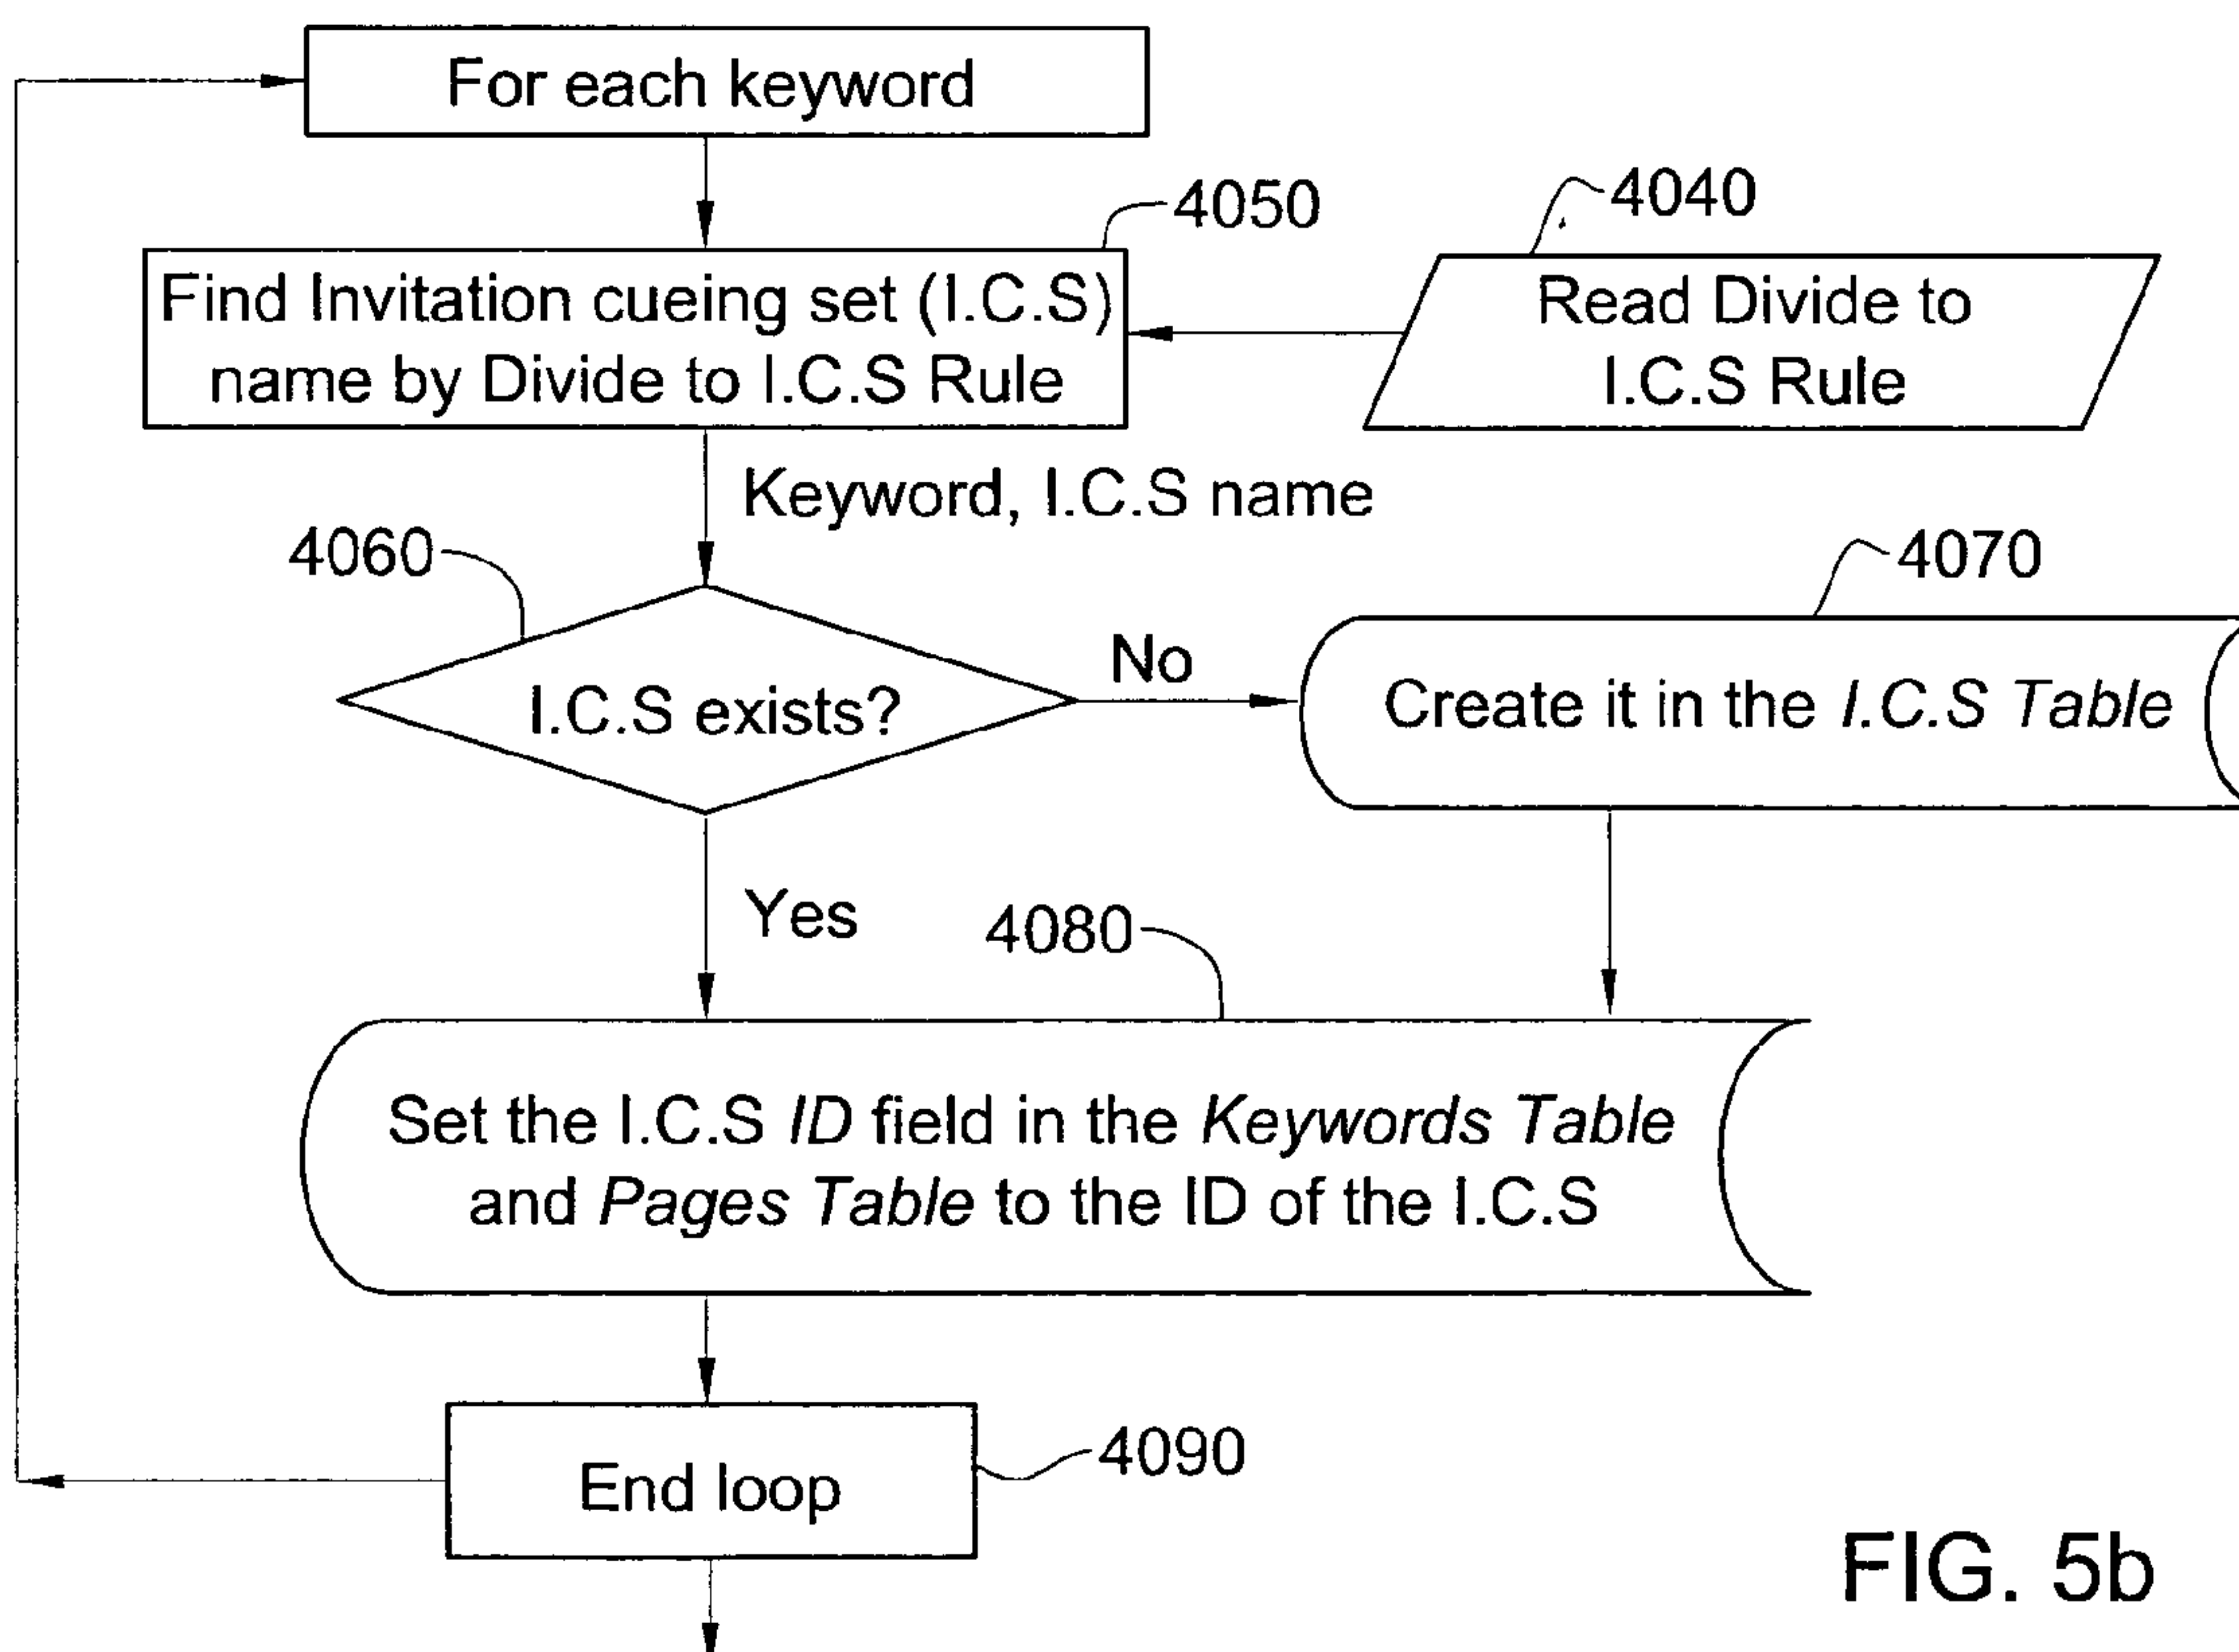 For each keyword
4050
4040
Find Invitation cueing set (I.C.S)
name by Divide to I.C.S Rule
Read Divide to
I.C.S Rule
Keyword, I.C.S name
4060
4070
I.C.S exists?
No
Create it in the I.C.S Table
Yes
4080
Set the I.C.S ID field in the Keywords Table
and Pages Table to the ID of the I.C.S
End loop
4090
FIG. 5b